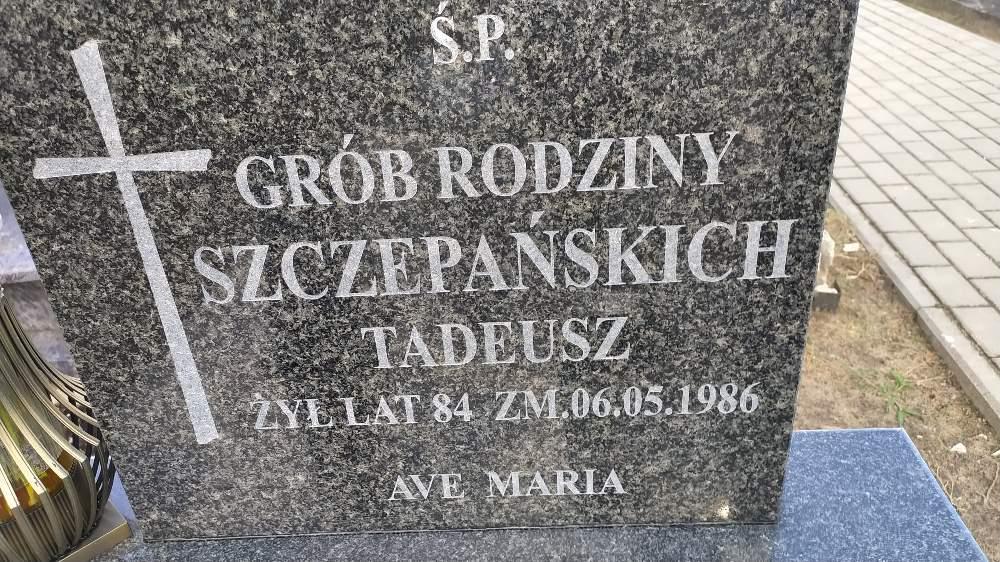 Ś.P.
GRÓB RODZINY
SZCZEPAŃSKICH
TADEUSZ
ŻYŁ LAT 84 ZM.06.05.1986
AVE MARIA